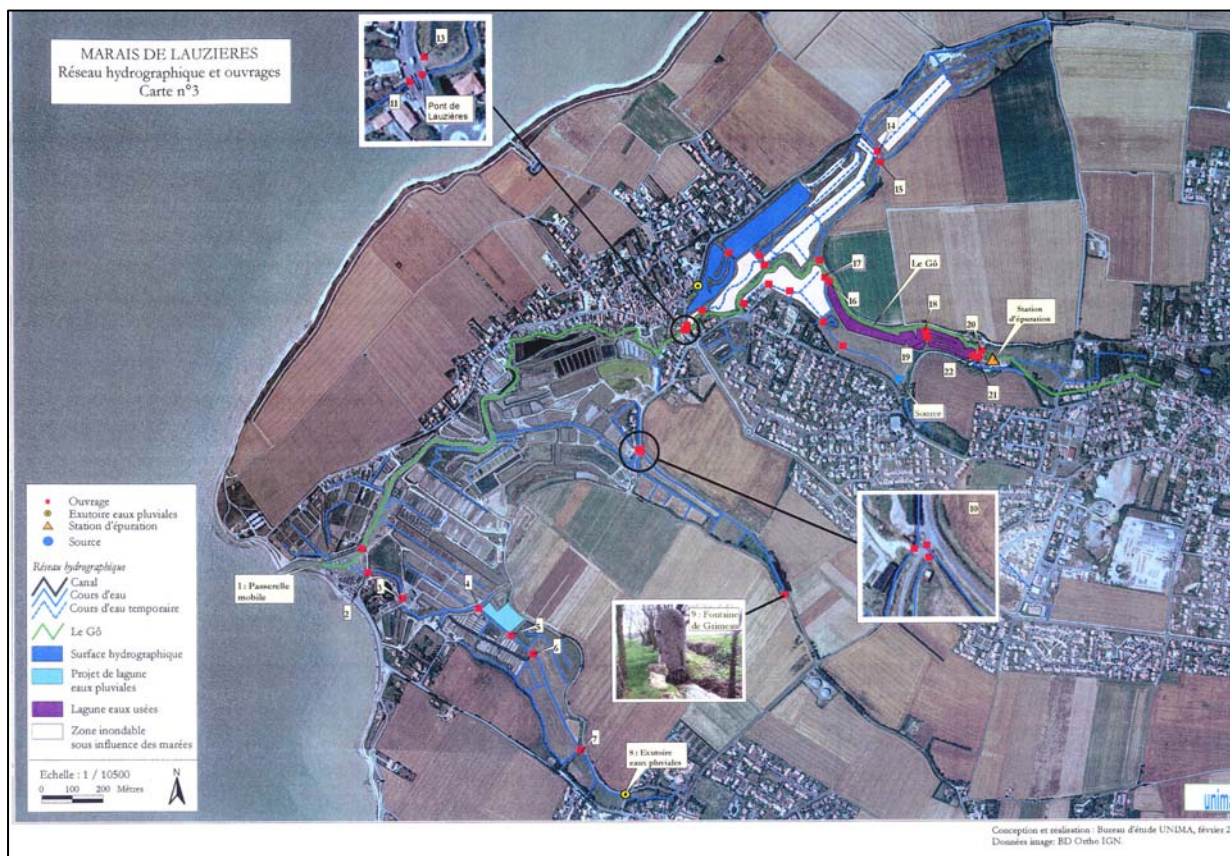 MARAIS DE LAUZIERES
Réseau hydrographique et ouvrages
Carte n°3
13
11
Pont de
Lauzières
14
15
17
Le Gô
16
18
Station
d'épuration
20
19
22
21
Source
10
Ouvrage
Exutoire eaux pluviales
Station d'épuration
Source
Réseau hydrographique
Canal
Cours d'eau
Cours d'eau temporaire
Le Gô
Surface hydrographique
Projet de lagune
eaux pluviales
Lagune eaux usées
Zone inondable
sous influence des marées
Echelle : 1 / 10500
0 100 200 Mètres
N
1 : Passerelle
mobile
2
3
4
5
6
7
9 : Fontaine
de Grimeau
8 : Exutoire
eaux pluviales
unima
Conception et réalisation : Bureau d'étude UNIMA, février 2
Données image: BD Ortho IGN.